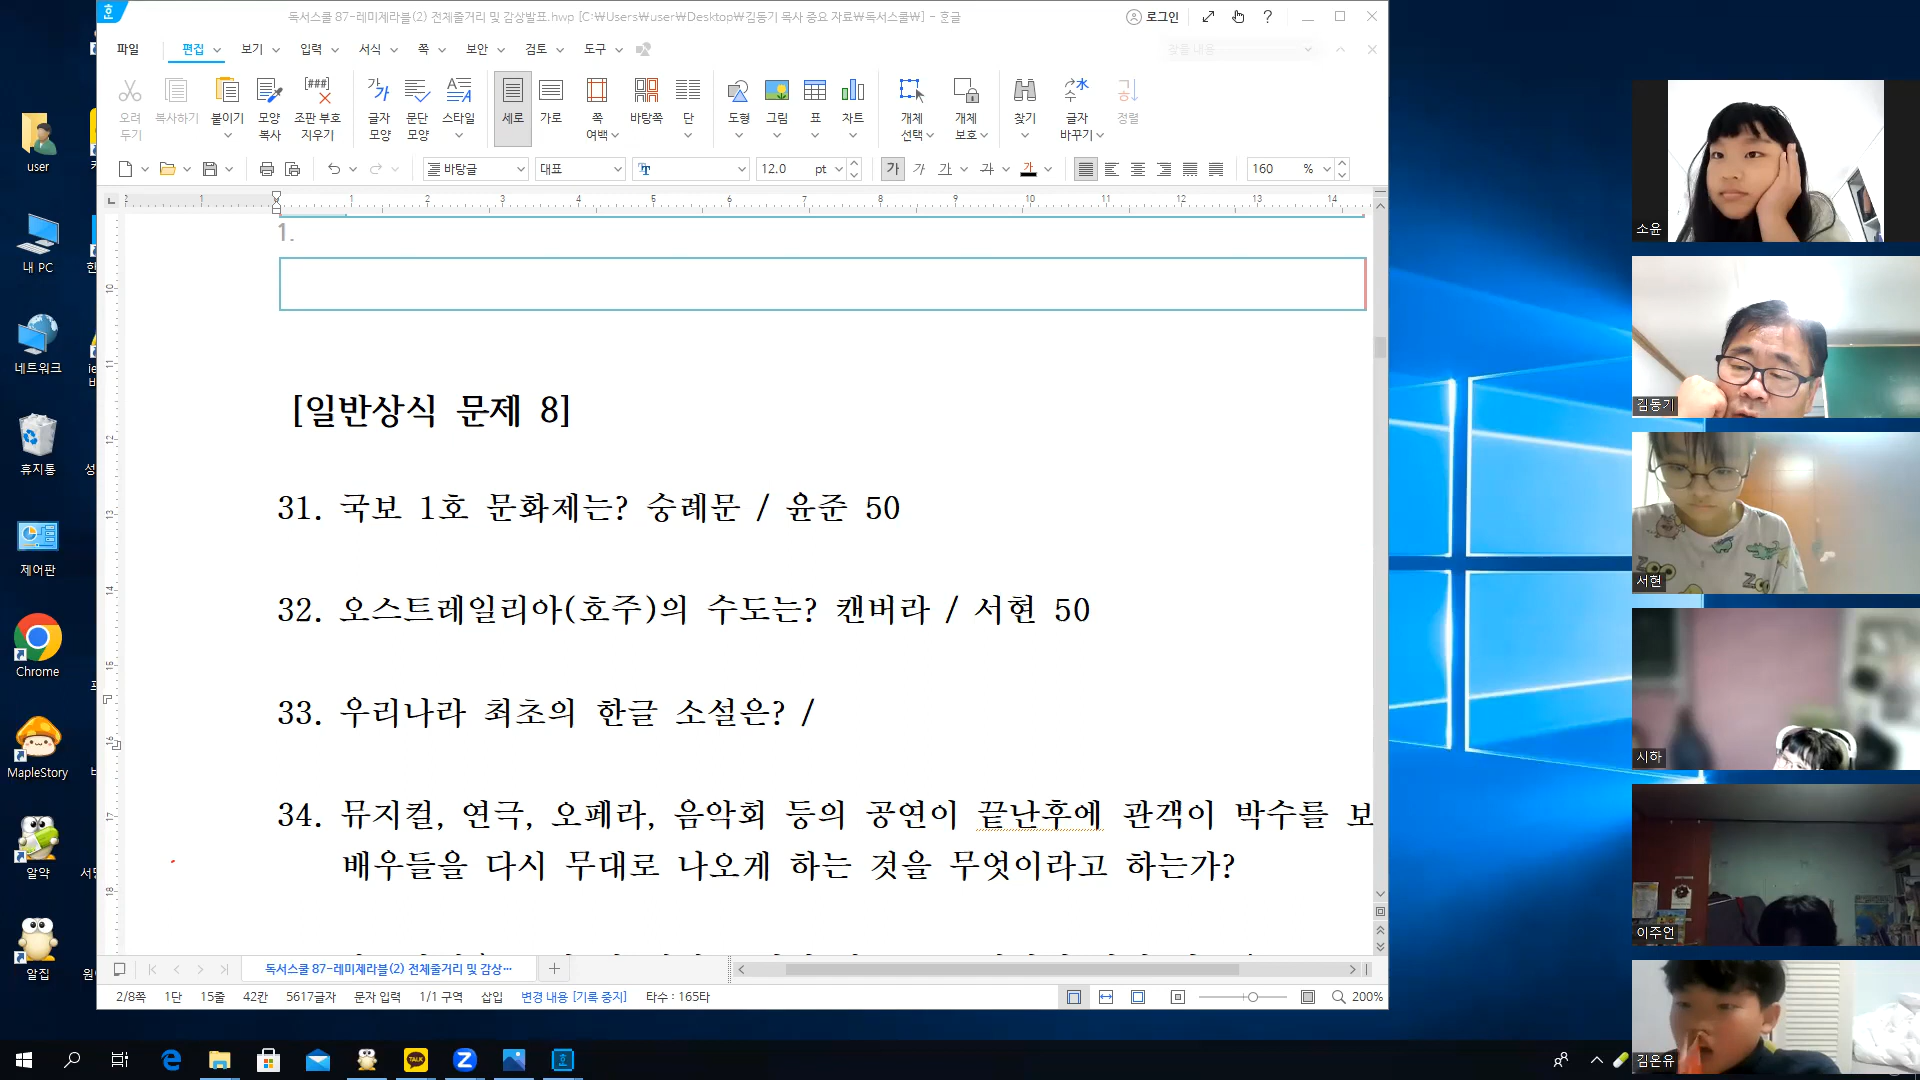 독서스쿨 87-레미제라블(2) 전체줄거리 및 감상발표.hwp [C:₩Users₩user₩Desktop₩김동기 목사 중요 자료₩독서스쿨₩] - 한글
로그인
파일 편집 보기 입력 서식 쪽 보안 검토 도구
찾을 내용
오려 두기
복사하기
붙이기
모양 복사
조판 부호 지우기
글자 모양
문단 모양
스타일
세로
가로
쪽 여백
바탕쪽
단
도형
그림
표
차트
개체 선택
개체 보호
찾기
글자 바꾸기
정렬
바탕글 대표 12.0 pt 160 %
1.
[일반상식 문제 8]
31. 국보 1호 문화제는? 숭례문 / 윤준 50
32. 오스트레일리아(호주)의 수도는? 캔버라 / 서현 50
33. 우리나라 최초의 한글 소설은? /
34. 뮤지컬, 연극, 오페라, 음악회 등의 공연이 끝난후에 관객이 박수를 보
배우들을 다시 무대로 나오게 하는 것을 무엇이라고 하는가?
독서스쿨 87-레미제라블(2) 전체줄거리 및 감상…
2/8쪽 1단 15줄 42칸 5617글자 문자 입력 1/1 구역 삽입 변경 내용 [기록 중지] 타수 : 165타
200%
user
내 PC
네트워크
휴지통
제어판
Chrome
MapleStory
알약
알집
소윤
김동기
서현
시하
이주언
김온유